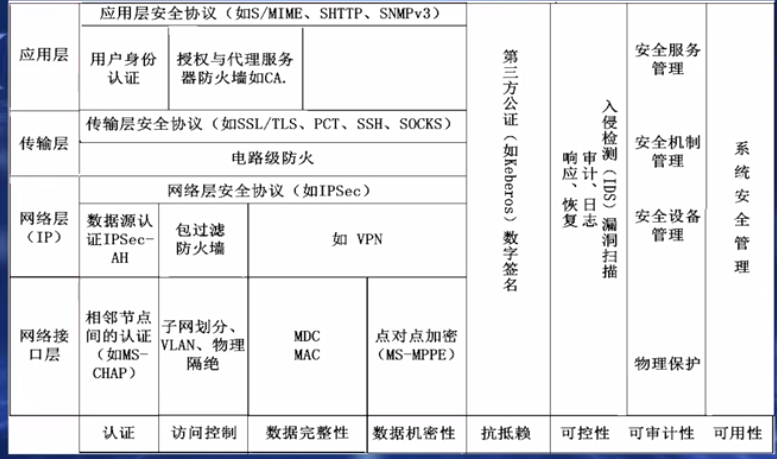 应用层安全协议（如S/MIME、SHTTP、SNMPv3）
应用层
用户身份
认证
授权与代理服务
器防火墙如CA.
传输层
传输层安全协议（如SSL/TLS、PCT、SSH、SOCKS）
电路级防火
网络层安全协议（如IPSec）
网络层
（IP）
数据源认
证IPSec-
AH
包过滤
防火墙
如 VPN
网络接
口层
相邻节点
间的认证
（如MS-
CHAP）
子网划分、
VLAN、物理
隔绝
MDC
MAC
点对点加密
（MS-MPPE）
第三方公证（如Keberos）数字签名
入侵检测（IDS）漏洞扫描
审计、日志
响应、恢复
安全服务
管理
安全机制
管理
安全设备
管理
物理保护
系统安全管理
认证
访问控制
数据完整性
数据机密性
抗抵赖
可控性
可审计性
可用性